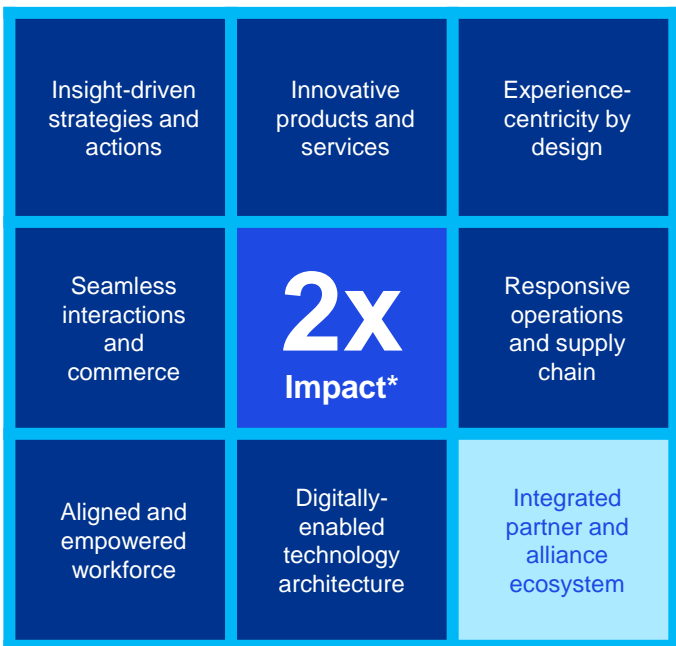 Insight-driven
strategies and
actions
Innovative
products and
services
Experience-
centricity by
design
Seamless
interactions
and
commerce
2x
Impact*
Responsive
operations
and supply
chain
Aligned and
empowered
workforce
Digitally-
enabled
technology
architecture
Integrated
partner and
alliance
ecosystem